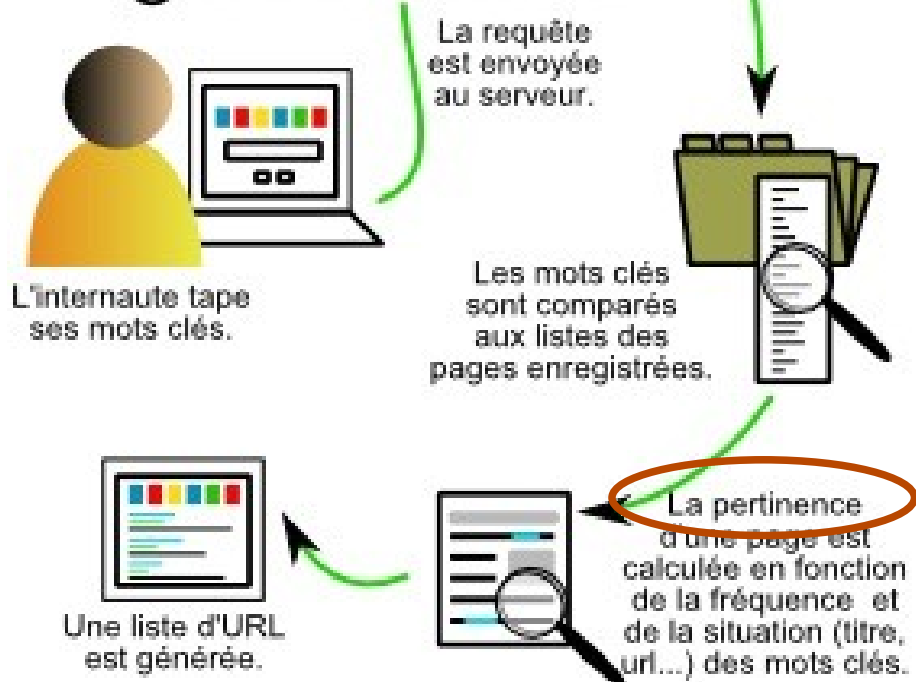 La requête
est envoyée
au serveur.
L'internaute tape
ses mots clés.
Les mots clés
sont comparés
aux listes des
pages enregistrées.
La pertinence
d'une page est
calculée en fonction
de la fréquence et
de la situation (titre,
url...) des mots clés.
Une liste d'URL
est générée.